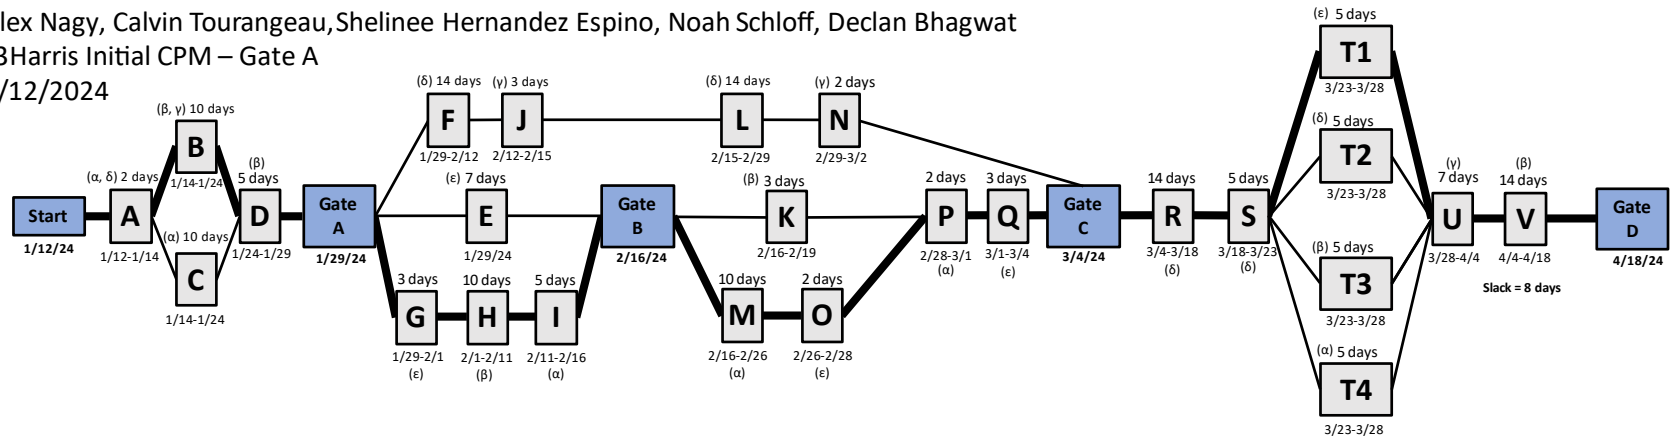 lex Nagy, Calvin Tourangeau, Shelinee Hernandez Espino, Noah Schloff, Declan Bhagwat
3Harris Initial CPM – Gate A
/12/2024
Start
1/12/24
(α, δ) 2 days
A
1/12-1/14
(β, γ) 10 days
B
1/14-1/24
(α) 10 days
C
1/14-1/24
(β)
5 days
D
1/24-1/29
Gate
A
1/29/24
(δ) 14 days
F
1/29-2/12
(γ) 3 days
J
2/12-2/15
(δ) 14 days
L
2/15-2/29
(γ) 2 days
N
2/29-3/2
(ε) 7 days
E
1/29/24
3 days
G
1/29-2/1
(ε)
10 days
H
2/1-2/11
(β)
5 days
I
2/11-2/16
(α)
Gate
B
2/16/24
(β) 3 days
K
2/16-2/19
10 days
M
2/16-2/26
(α)
2 days
O
2/26-2/28
(ε)
2 days
P
2/28-3/1
(α)
3 days
Q
3/1-3/4
(ε)
Gate
C
3/4/24
14 days
R
3/4-3/18
(δ)
5 days
S
3/18-3/23
(δ)
(ε) 5 days
T1
3/23-3/28
(δ) 5 days
T2
3/23-3/28
(β) 5 days
T3
3/23-3/28
(α) 5 days
T4
3/23-3/28
(γ)
7 days
U
3/28-4/4
(β)
14 days
V
4/4-4/18
Slack = 8 days
Gate
D
4/18/24